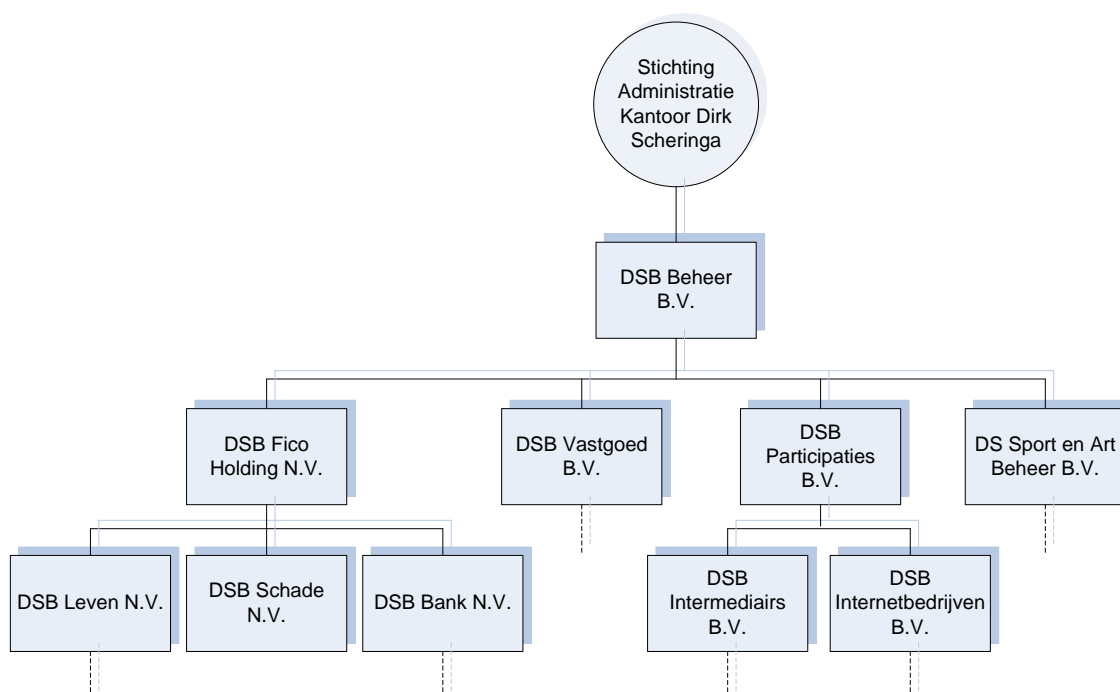 Stichting
Administratie
Kantoor Dirk
Scheringa
DSB Beheer
B.V.
DSB Fico
Holding N.V.
DSB Vastgoed
B.V.
DSB
Participaties
B.V.
DS Sport en Art
Beheer B.V.
DSB Leven N.V.
DSB Schade
N.V.
DSB Bank N.V.
DSB
Intermediairs
B.V.
DSB
Internetbedrijven
B.V.